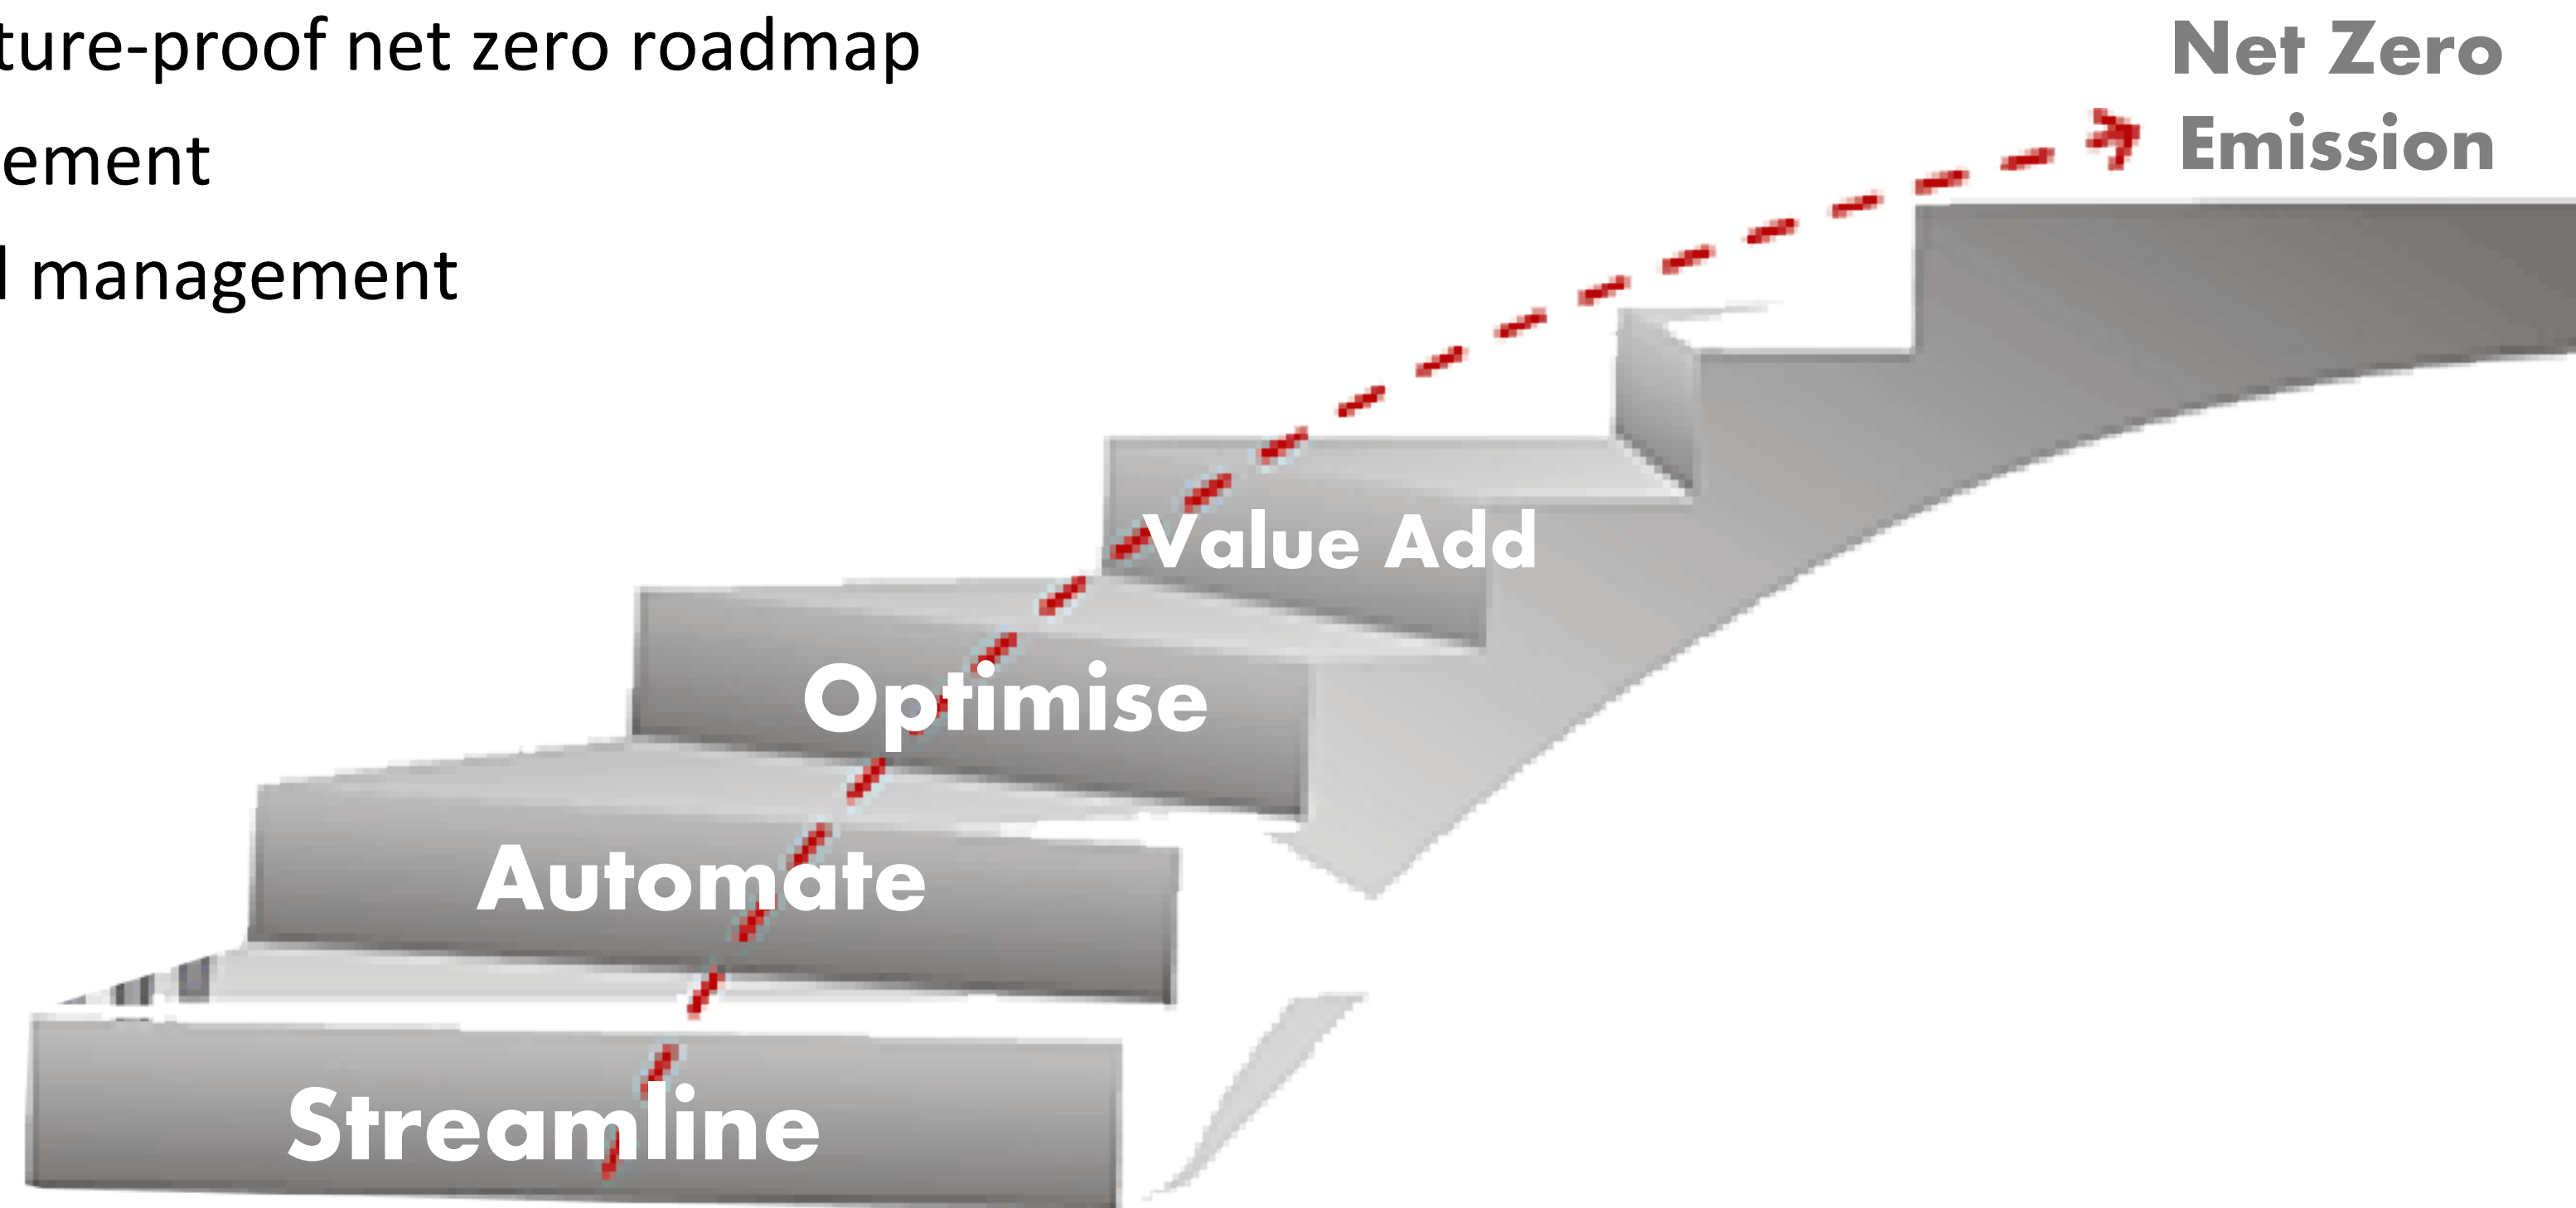 ture-proof net zero roadmap
ement
management
Net Zero
Emission
Value Add
Optimise
Automate
Streamline